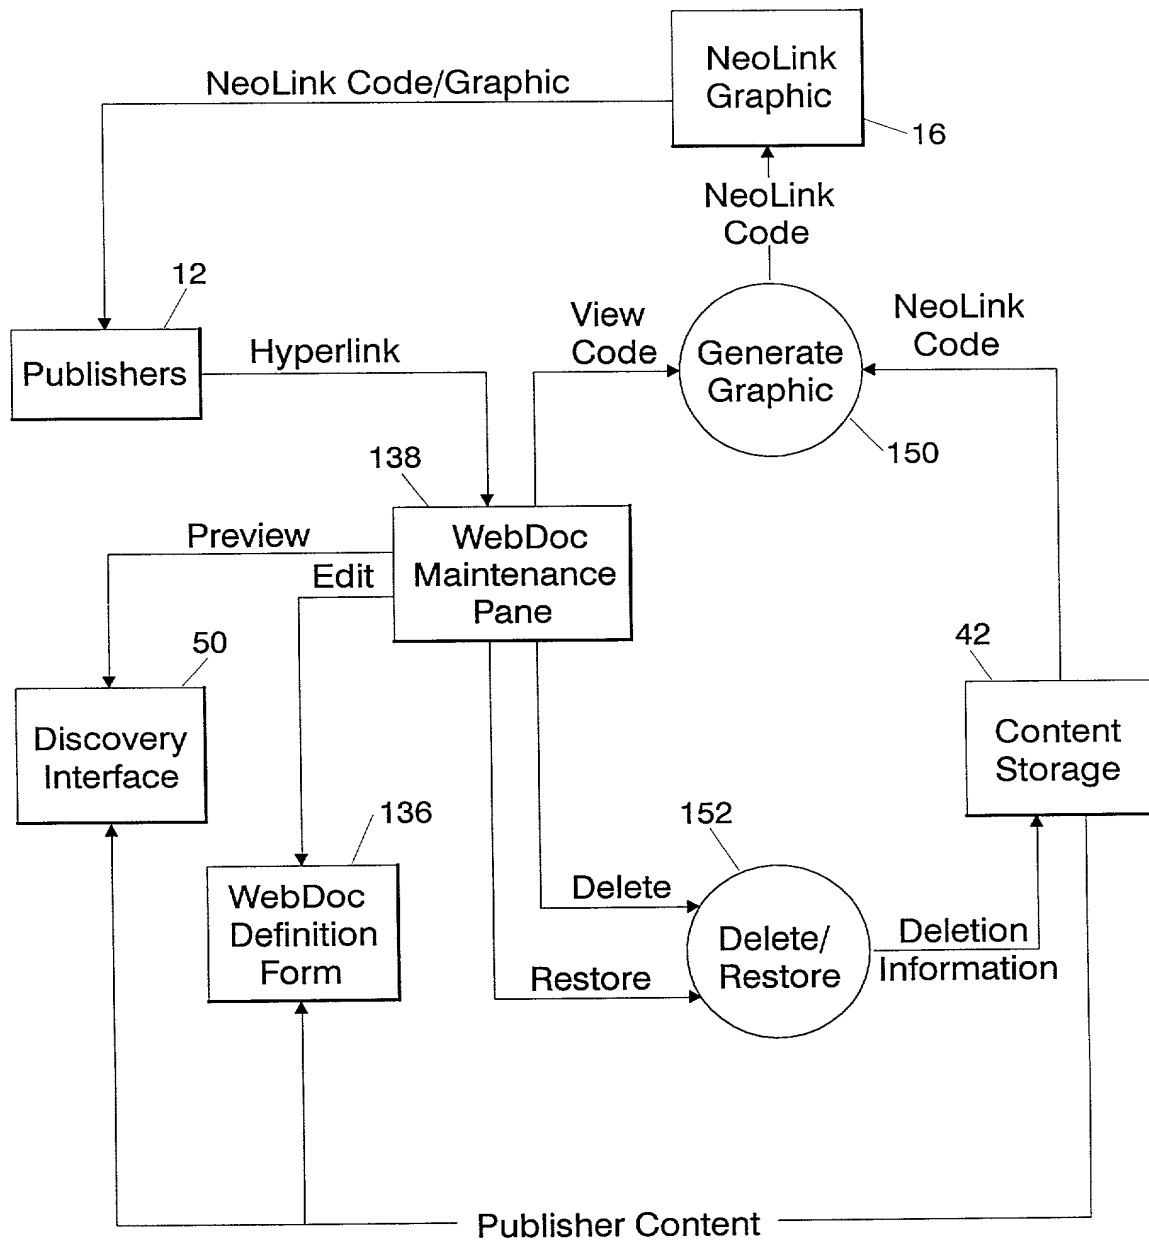 NeoLink
Graphic
16
NeoLink Code/Graphic
NeoLink
Code
12
Publishers
Hyperlink
View
Code
Generate
Graphic
150
NeoLink
Code
138
WebDoc
Maintenance
Pane
Preview
Edit
50
Discovery
Interface
42
Content
Storage
136
WebDoc
Definition
Form
152
Delete
Delete/
Restore
Restore
Deletion
Information
Publisher Content